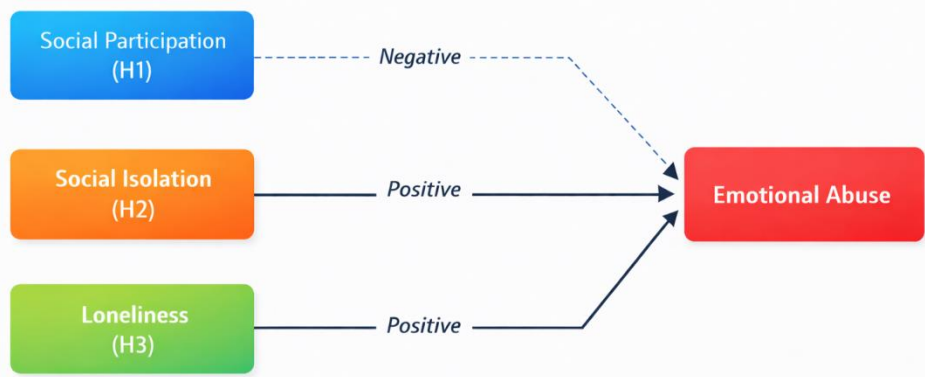 Social Participation
(H1)
Negative
Social Isolation
(H2)
Positive
Emotional Abuse
Loneliness
(H3)
Positive